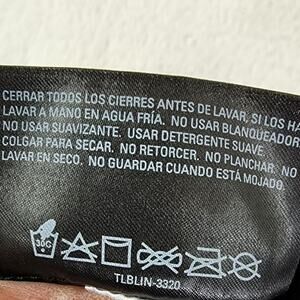 CERRAR TODOS LOS CIERRES ANTES DE LAVAR, SI LOS HA
LAVAR A MANO EN AGUA FRÍA. NO USAR BLANQUEADOR
NO USAR SUAVIZANTE. USAR DETERGENTE SUAVE.
COLGAR PARA SECAR. NO RETORCER. NO PLANCHAR. NO
LAVAR EN SECO. NO GUARDAR CUANDO ESTÁ MOJADO.
30C
TLBLIN-3320